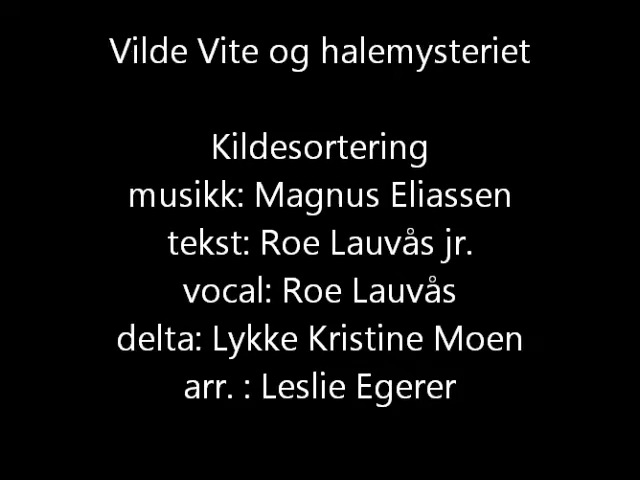 Vilde Vite og halemysteriet
Kildesortering
musikk: Magnus Eliassen
tekst: Roe Lauvås jr.
vocal: Roe Lauvås
delta: Lykke Kristine Moen
arr. : Leslie Egerer